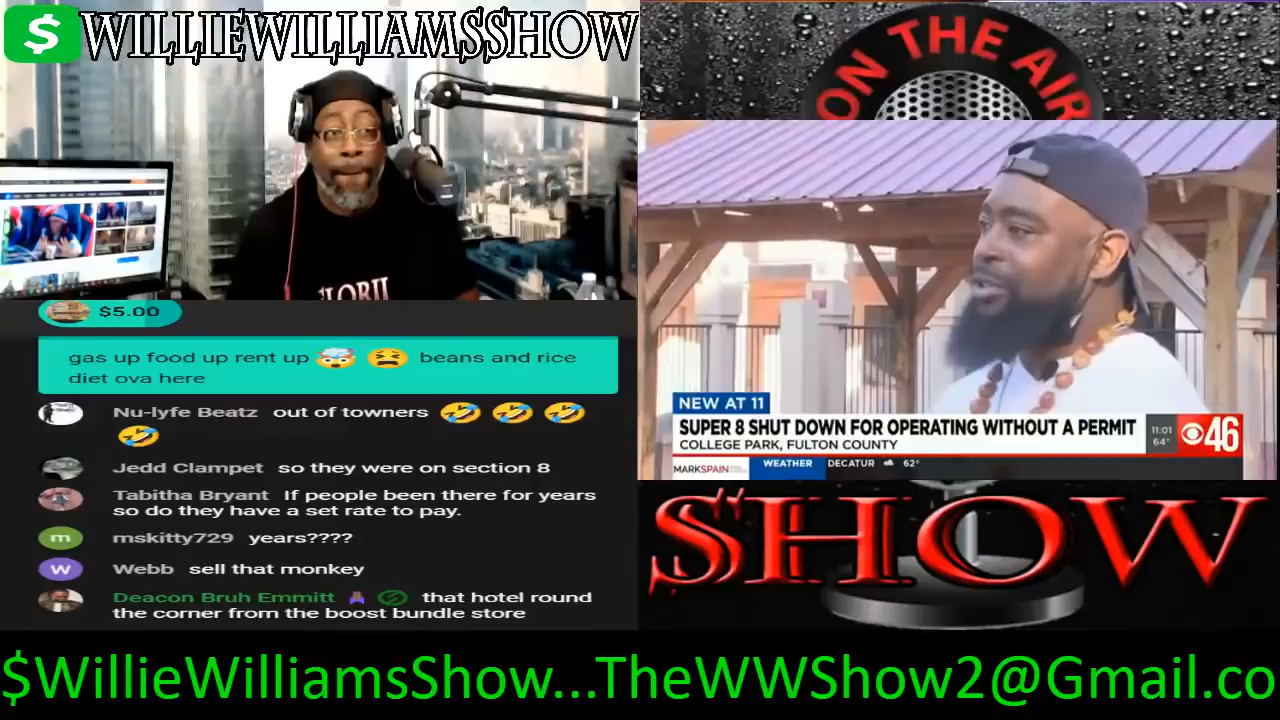 $ WILLIEWILLIAMSSHOW
ON THE AIR
$5.00
gas up food up rent up 🤯 😫 beans and rice
diet ova here
Nu-lyfe Beatz out of towners 🤣 🤣 🤣
🤣
Jedd Clampet so they were on section 8
Tabitha Bryant If people been there for years
so do they have a set rate to pay.
m mskitty729 years????
W Webb sell that monkey
Deacon Bruh Emmitt that hotel round
the corner from the boost bundle store
NEW AT 11
SUPER 8 SHUT DOWN FOR OPERATING WITHOUT A PERMIT
COLLEGE PARK, FULTON COUNTY
11:01
64°
46
MARKSPAIN
WEATHER
DECATUR 62°
$HOW
$WillieWilliamsShow...TheWWShow2@Gmail.co